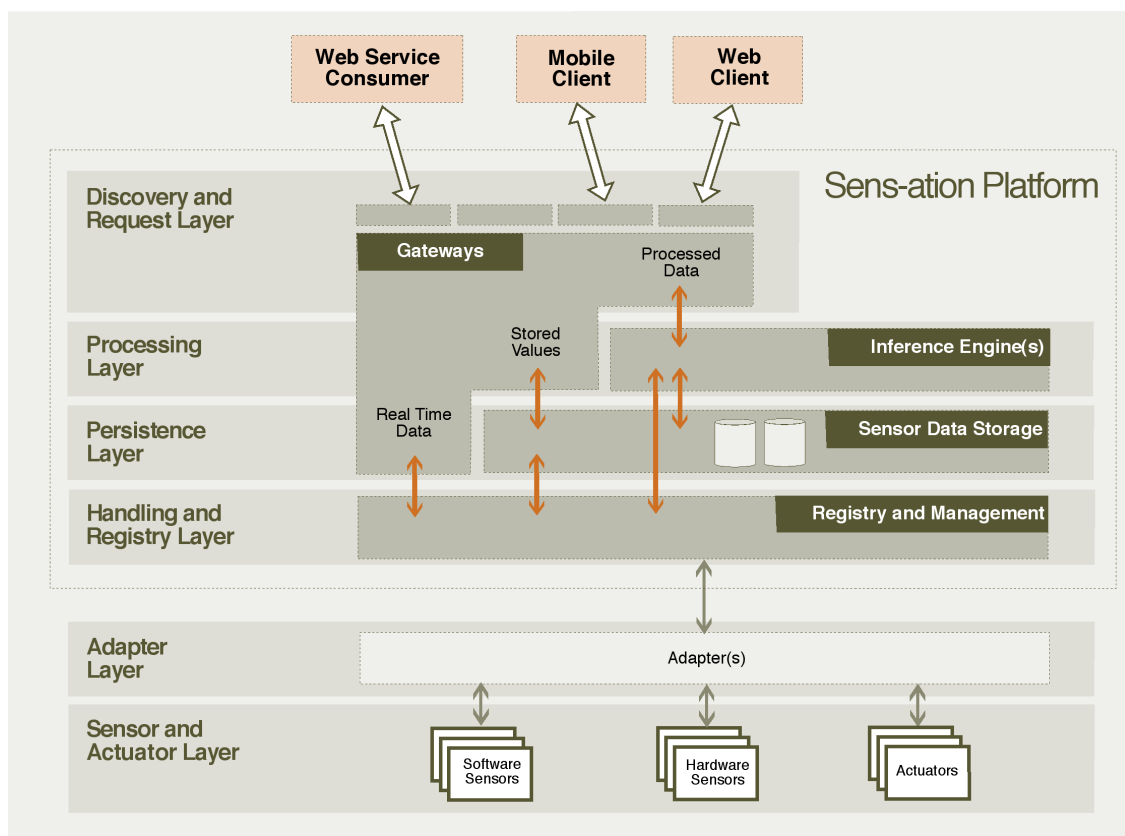 Web Service
Consumer
Mobile
Client
Web
Client
Sens-ation Platform
Discovery and
Request Layer
Gateways
Processed
Data
Processing
Layer
Stored
Values
Inference Engine(s)
Persistence
Layer
Real Time
Data
Sensor Data Storage
Handling and
Registry Layer
Registry and Management
Adapter
Layer
Adapter(s)
Sensor and
Actuator Layer
Software
Sensors
Hardware
Sensors
Actuators